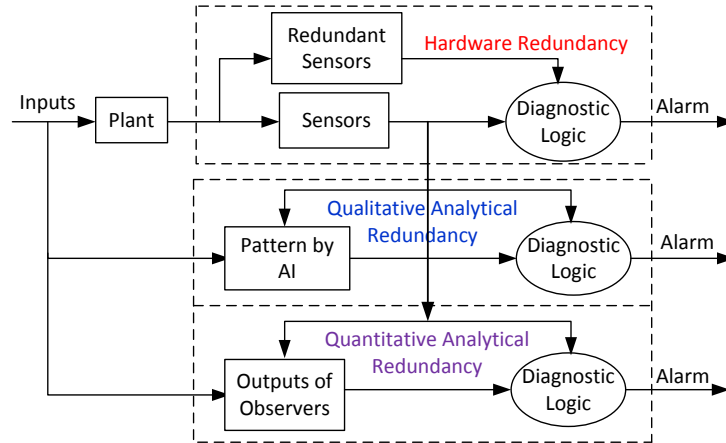 Redundant
Sensors
Hardware Redundancy
Inputs
Plant
Sensors
Diagnostic
Logic
Alarm
Qualitative Analytical
Redundancy
Pattern by
AI
Diagnostic
Logic
Alarm
Quantitative Analytical
Redundancy
Outputs of
Observers
Diagnostic
Logic
Alarm